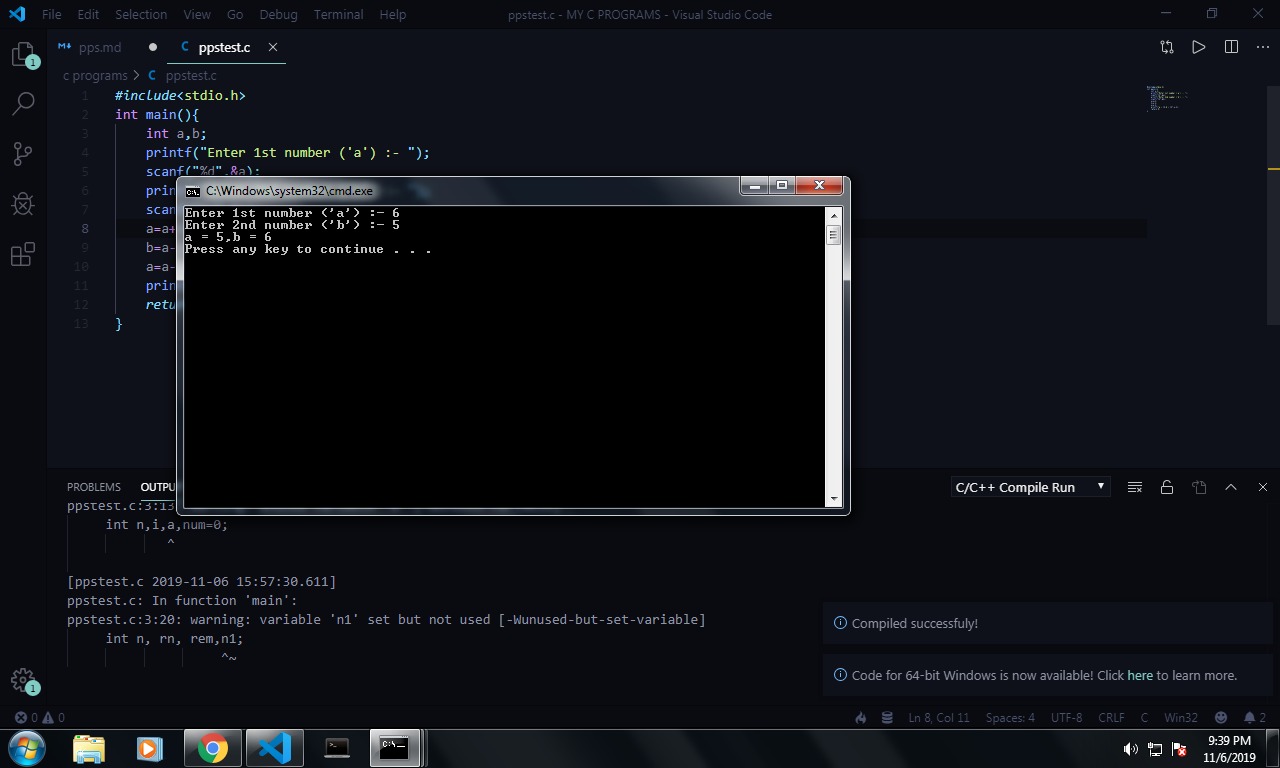 File Edit Selection View Go Debug Terminal Help ppstest.c - MY C PROGRAMS - Visual Studio Code
pps.md ppstest.c
c programs > C ppstest.c
1 #include<stdio.h>
2 int main(){
3 int a,b;
4 printf("Enter 1st number ('a') :- ");
5 scanf("%d",&a);
6 prin
7 scan
8 a=a+
9 b=a-
10 a=a-
11 prin
12 retu
13 }
C:\Windows\system32\cmd.exe
Enter 1st number ('a') :- 6
Enter 2nd number ('b') :- 5
a = 5,b = 6
Press any key to continue . . .
PROBLEMS OUTPU C/C++ Compile Run
ppstest.c:3:13
int n,i,a,num=0;
^
[ppstest.c 2019-11-06 15:57:30.611]
ppstest.c: In function 'main':
ppstest.c:3:20: warning: variable 'n1' set but not used [-Wunused-but-set-variable]
int n, rn, rem,n1;
^~
Compiled successfuly!
Code for 64-bit Windows is now available! Click here to learn more.
0 0 Ln 8, Col 11 Spaces: 4 UTF-8 CRLF C Win32 2
9:39 PM
11/6/2019